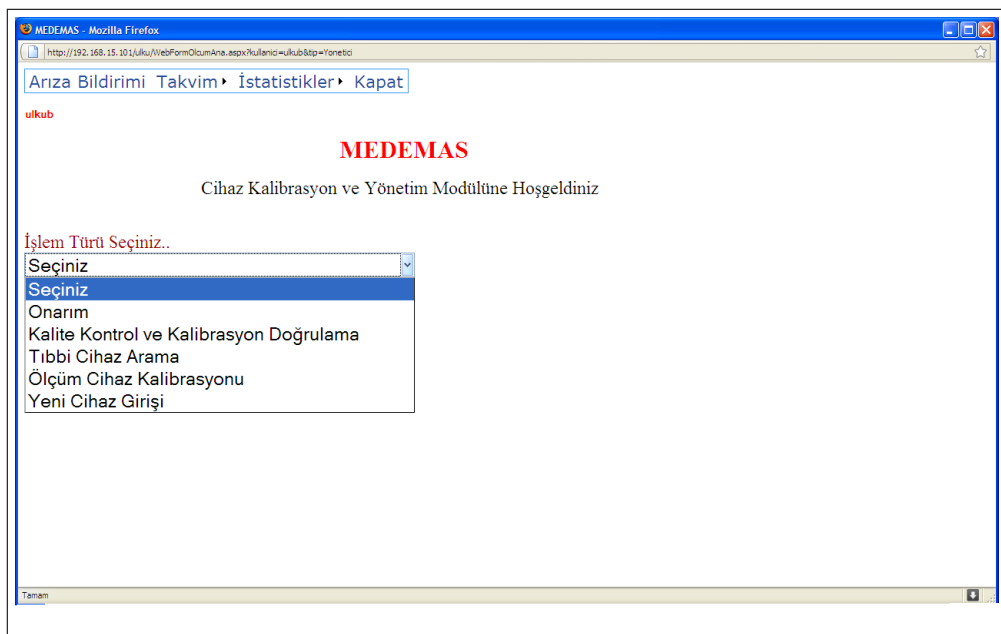 MEDEMAS - Mozilla Firefox
http://192.168.15.101/ulku/WebFormOlcumAna.aspx?kullanici=ulkub&tip=Yonetici
Arıza Bildirimi Takvim İstatistikler Kapat
ulkub
MEDEMAS
Cihaz Kalibrasyon ve Yönetim Modülüne Hoşgeldiniz
İşlem Türü Seçiniz..
Seçiniz
Seçiniz
Onarım
Kalite Kontrol ve Kalibrasyon Doğrulama
Tıbbi Cihaz Arama
Ölçüm Cihaz Kalibrasyonu
Yeni Cihaz Girişi
Tamam